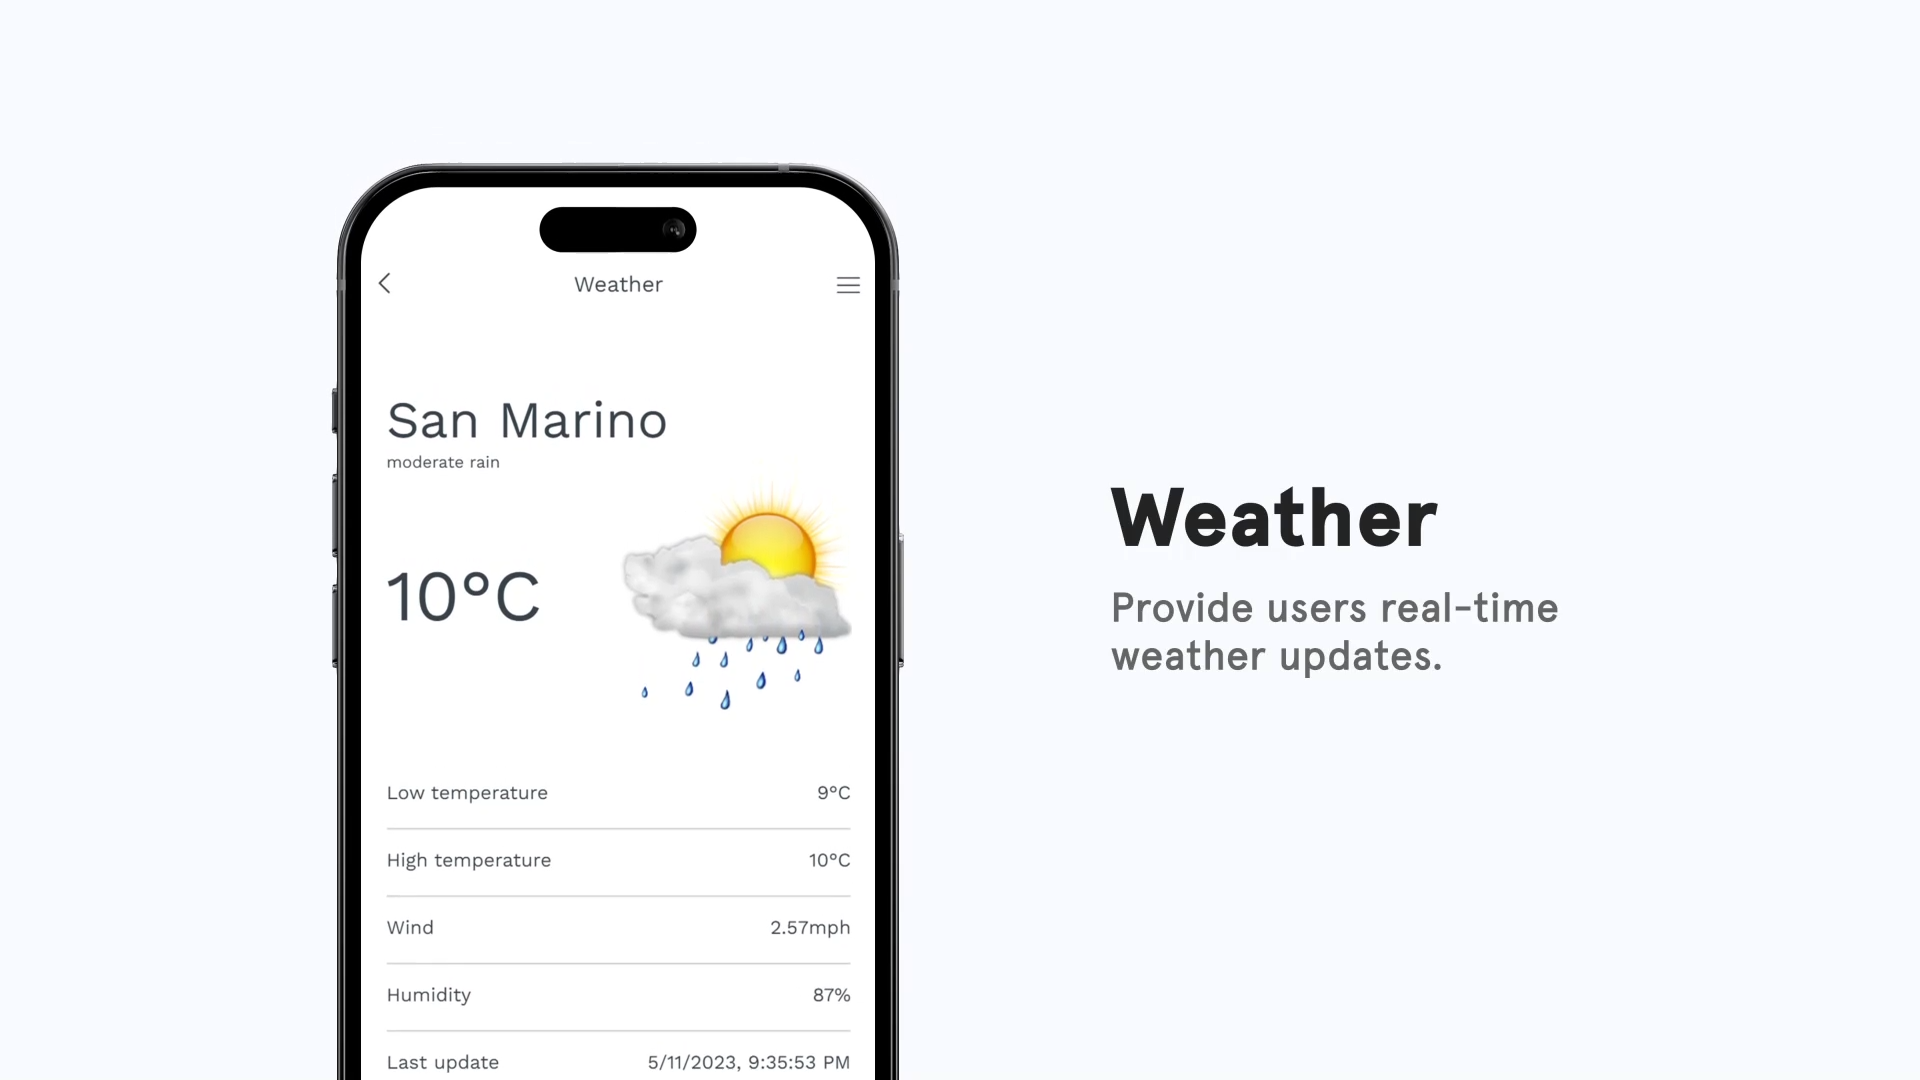 Weather
San Marino
moderate rain
10°C
Low temperature 9°C
High temperature 10°C
Wind 2.57mph
Humidity 87%
Last update 5/11/2023, 9:35:53 PM
Weather
Provide users real-time
weather updates.